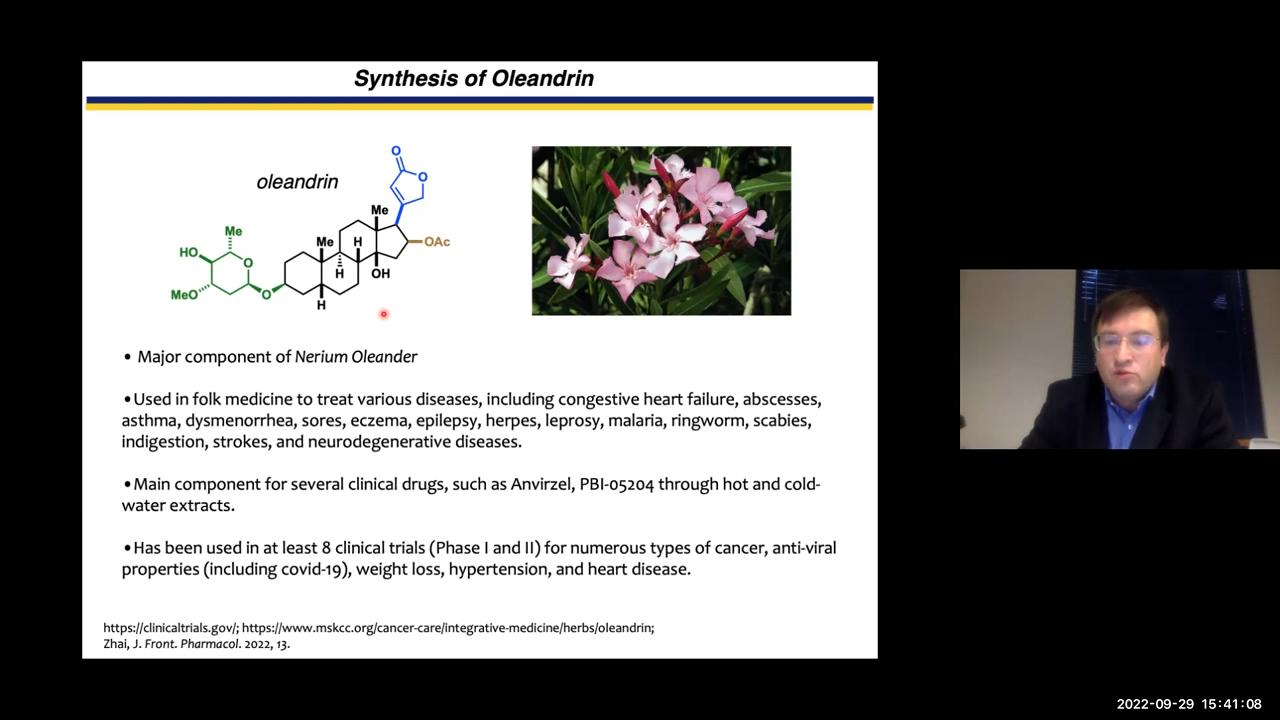 Synthesis of Oleandrin
oleandrin
O
O
Me
Me
H
OAc
H
OH
H
Me
HO
O
MeO
O
• Major component of Nerium Oleander
•Used in folk medicine to treat various diseases, including congestive heart failure, abscesses,
asthma, dysmenorrhea, sores, eczema, epilepsy, herpes, leprosy, malaria, ringworm, scabies,
indigestion, strokes, and neurodegenerative diseases.
•Main component for several clinical drugs, such as Anvirzel, PBI-05204 through hot and cold-
water extracts.
•Has been used in at least 8 clinical trials (Phase I and II) for numerous types of cancer, anti-viral
properties (including covid-19), weight loss, hypertension, and heart disease.
https://clinicaltrials.gov/; https://www.mskcc.org/cancer-care/integrative-medicine/herbs/oleandrin;
Zhai, J. Front. Pharmacol. 2022, 13.
2022-09-29 15:41:08